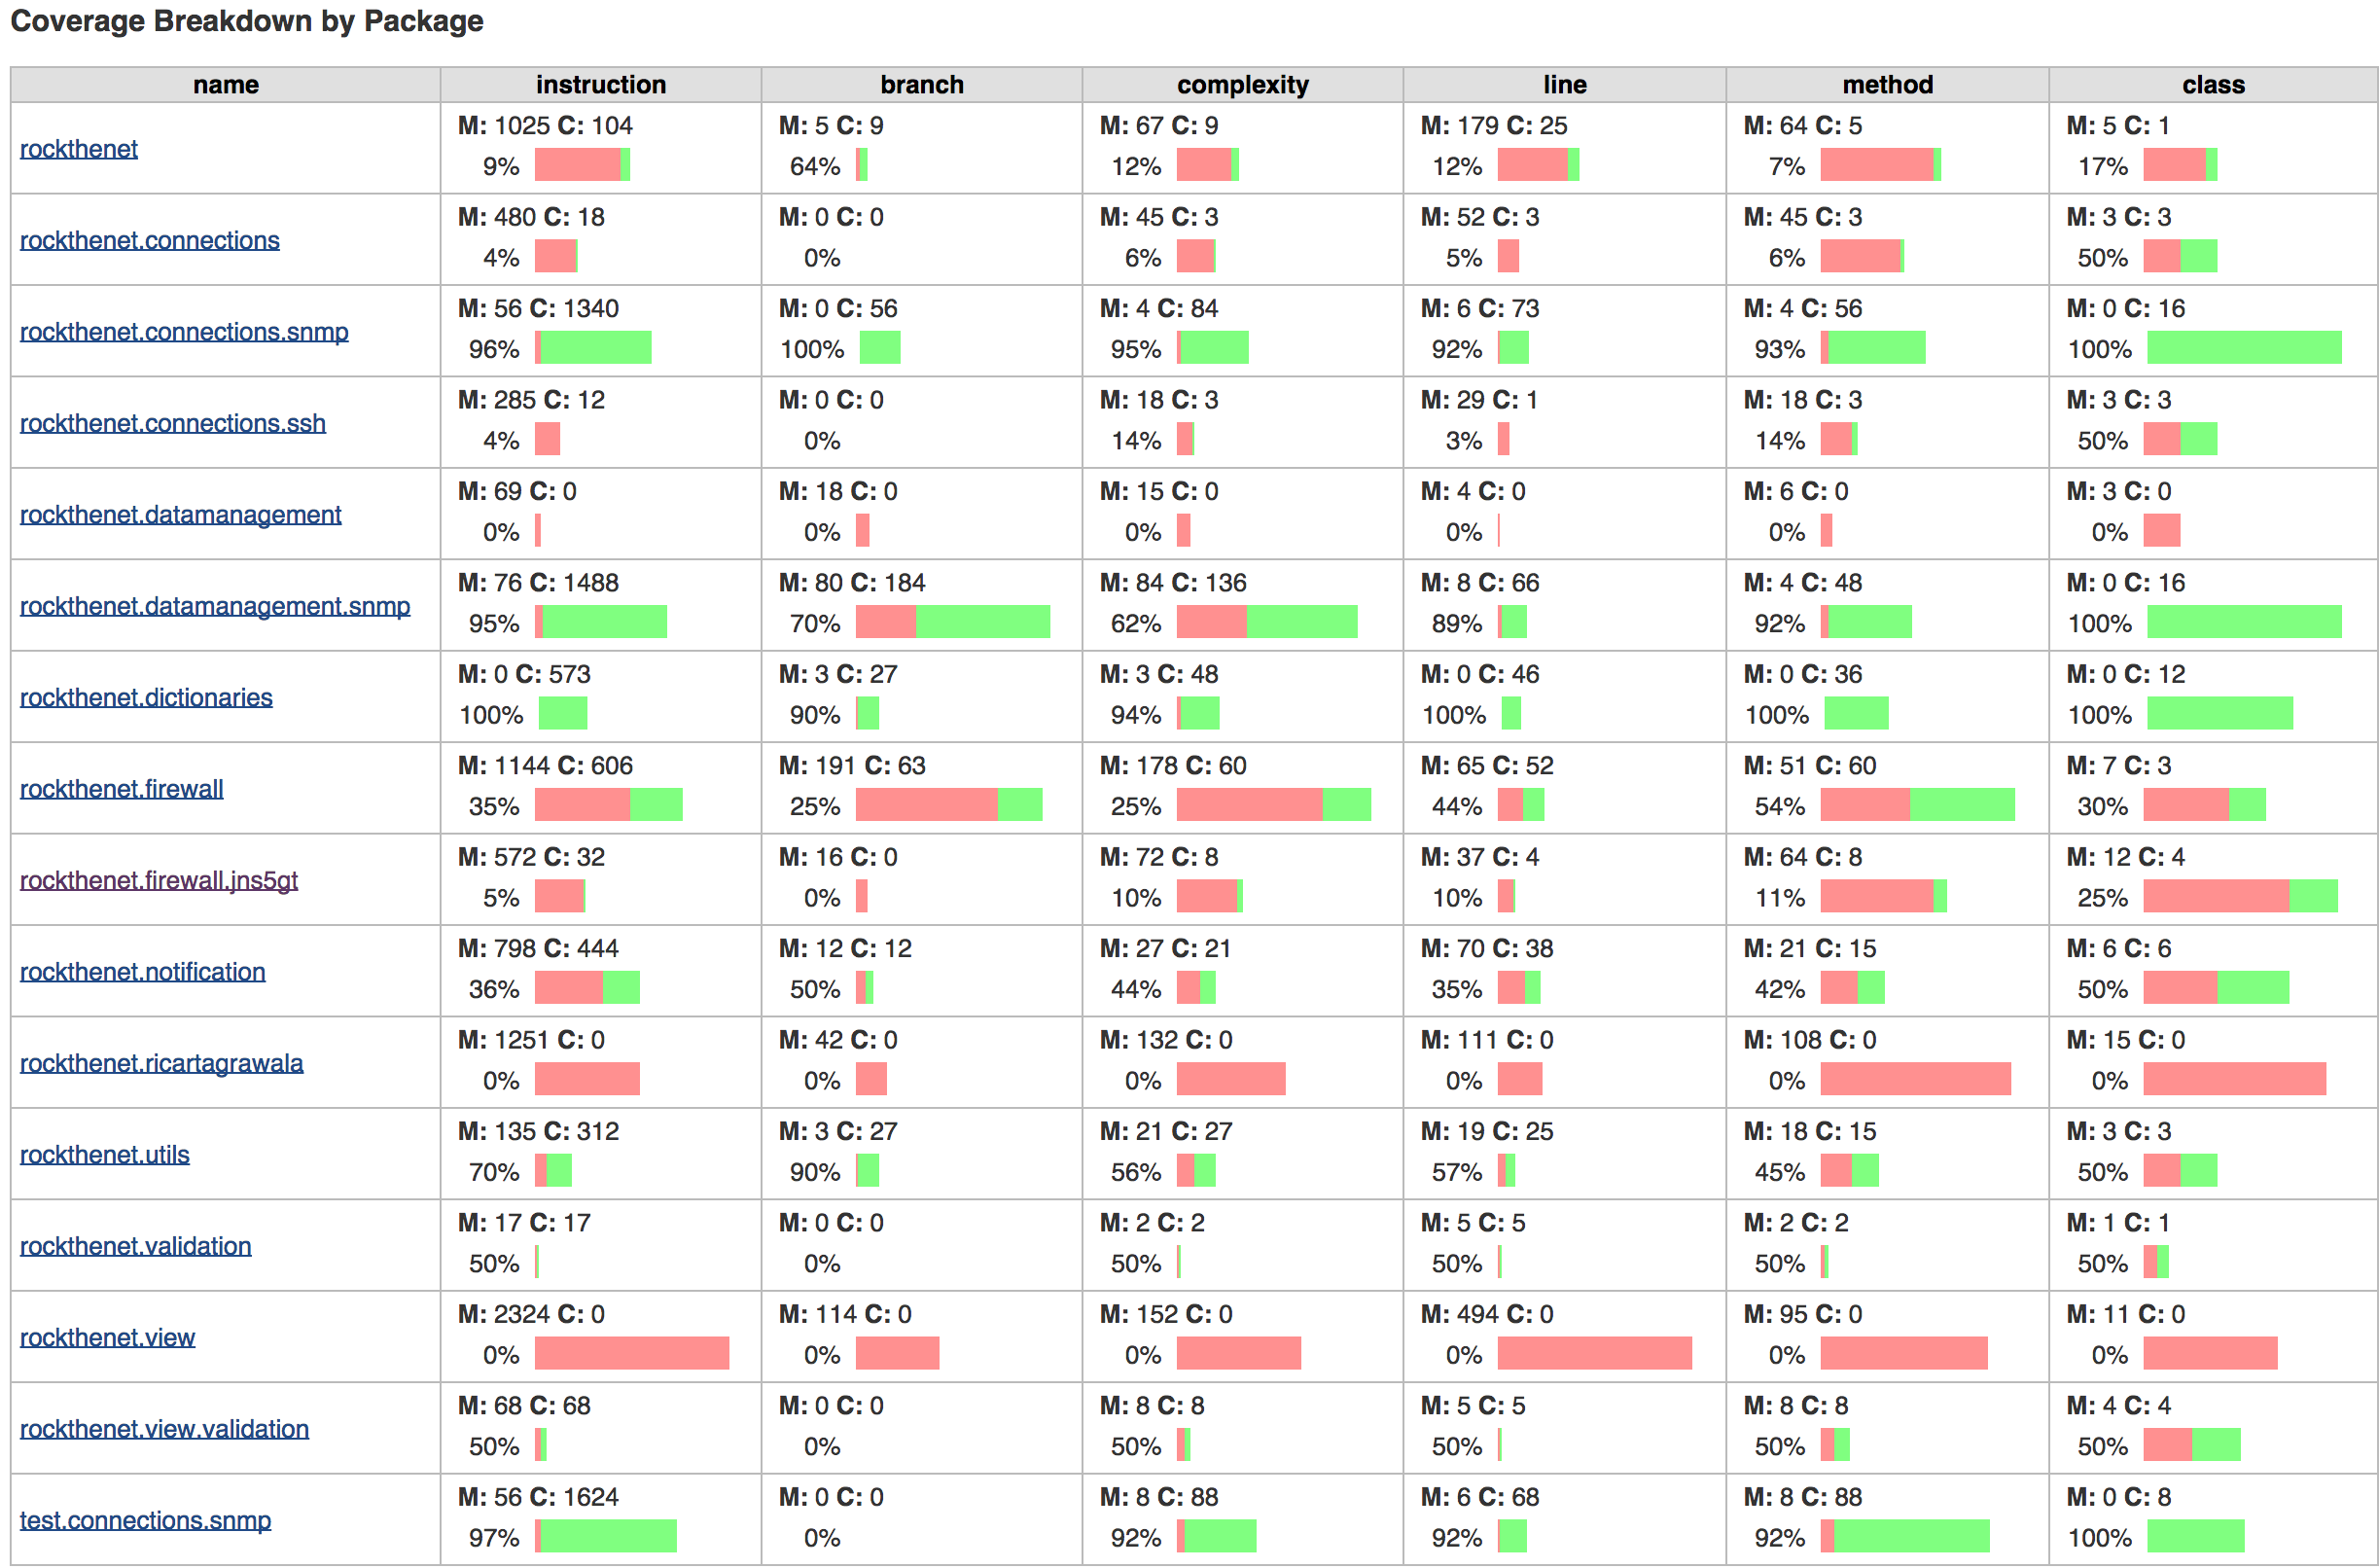 Coverage Breakdown by Package
name instruction branch complexity line method class
rockthenet
M: 1025 C: 104 M: 5 C: 9 M: 67 C: 9 M: 179 C: 25 M: 64 C: 5 M: 5 C: 1
9% 64% 12% 12% 7% 17%
rockthenet.connections
M: 480 C: 18 M: 0 C: 0 M: 45 C: 3 M: 52 C: 3 M: 45 C: 3 M: 3 C: 3
4% 0% 6% 5% 6% 50%
rockthenet.connections.snmp
M: 56 C: 1340 M: 0 C: 56 M: 4 C: 84 M: 6 C: 73 M: 4 C: 56 M: 0 C: 16
96% 100% 95% 92% 93% 100%
rockthenet.connections.ssh
M: 285 C: 12 M: 0 C: 0 M: 18 C: 3 M: 29 C: 1 M: 18 C: 3 M: 3 C: 3
4% 0% 14% 3% 14% 50%
rockthenet.datamanagement
M: 69 C: 0 M: 18 C: 0 M: 15 C: 0 M: 4 C: 0 M: 6 C: 0 M: 3 C: 0
0% 0% 0% 0% 0% 0%
rockthenet.datamanagement.snmp
M: 76 C: 1488 M: 80 C: 184 M: 84 C: 136 M: 8 C: 66 M: 4 C: 48 M: 0 C: 16
95% 70% 62% 89% 92% 100%
rockthenet.dictionaries
M: 0 C: 573 M: 3 C: 27 M: 3 C: 48 M: 0 C: 46 M: 0 C: 36 M: 0 C: 12
100% 90% 94% 100% 100% 100%
rockthenet.firewall
M: 1144 C: 606 M: 191 C: 63 M: 178 C: 60 M: 65 C: 52 M: 51 C: 60 M: 7 C: 3
35% 25% 25% 44% 54% 30%
rockthenet.firewall.jns5gt
M: 572 C: 32 M: 16 C: 0 M: 72 C: 8 M: 37 C: 4 M: 64 C: 8 M: 12 C: 4
5% 0% 10% 10% 11% 25%
rockthenet.notification
M: 798 C: 444 M: 12 C: 12 M: 27 C: 21 M: 70 C: 38 M: 21 C: 15 M: 6 C: 6
36% 50% 44% 35% 42% 50%
rockthenet.ricartagrawala
M: 1251 C: 0 M: 42 C: 0 M: 132 C: 0 M: 111 C: 0 M: 108 C: 0 M: 15 C: 0
0% 0% 0% 0% 0% 0%
rockthenet.utils
M: 135 C: 312 M: 3 C: 27 M: 21 C: 27 M: 19 C: 25 M: 18 C: 15 M: 3 C: 3
70% 90% 56% 57% 45% 50%
rockthenet.validation
M: 17 C: 17 M: 0 C: 0 M: 2 C: 2 M: 5 C: 5 M: 2 C: 2 M: 1 C: 1
50% 0% 50% 50% 50% 50%
rockthenet.view
M: 2324 C: 0 M: 114 C: 0 M: 152 C: 0 M: 494 C: 0 M: 95 C: 0 M: 11 C: 0
0% 0% 0% 0% 0% 0%
rockthenet.view.validation
M: 68 C: 68 M: 0 C: 0 M: 8 C: 8 M: 5 C: 5 M: 8 C: 8 M: 4 C: 4
50% 0% 50% 50% 50% 50%
test.connections.snmp
M: 56 C: 1624 M: 0 C: 0 M: 8 C: 88 M: 6 C: 68 M: 8 C: 88 M: 0 C: 8
97% 0% 92% 92% 92% 100%